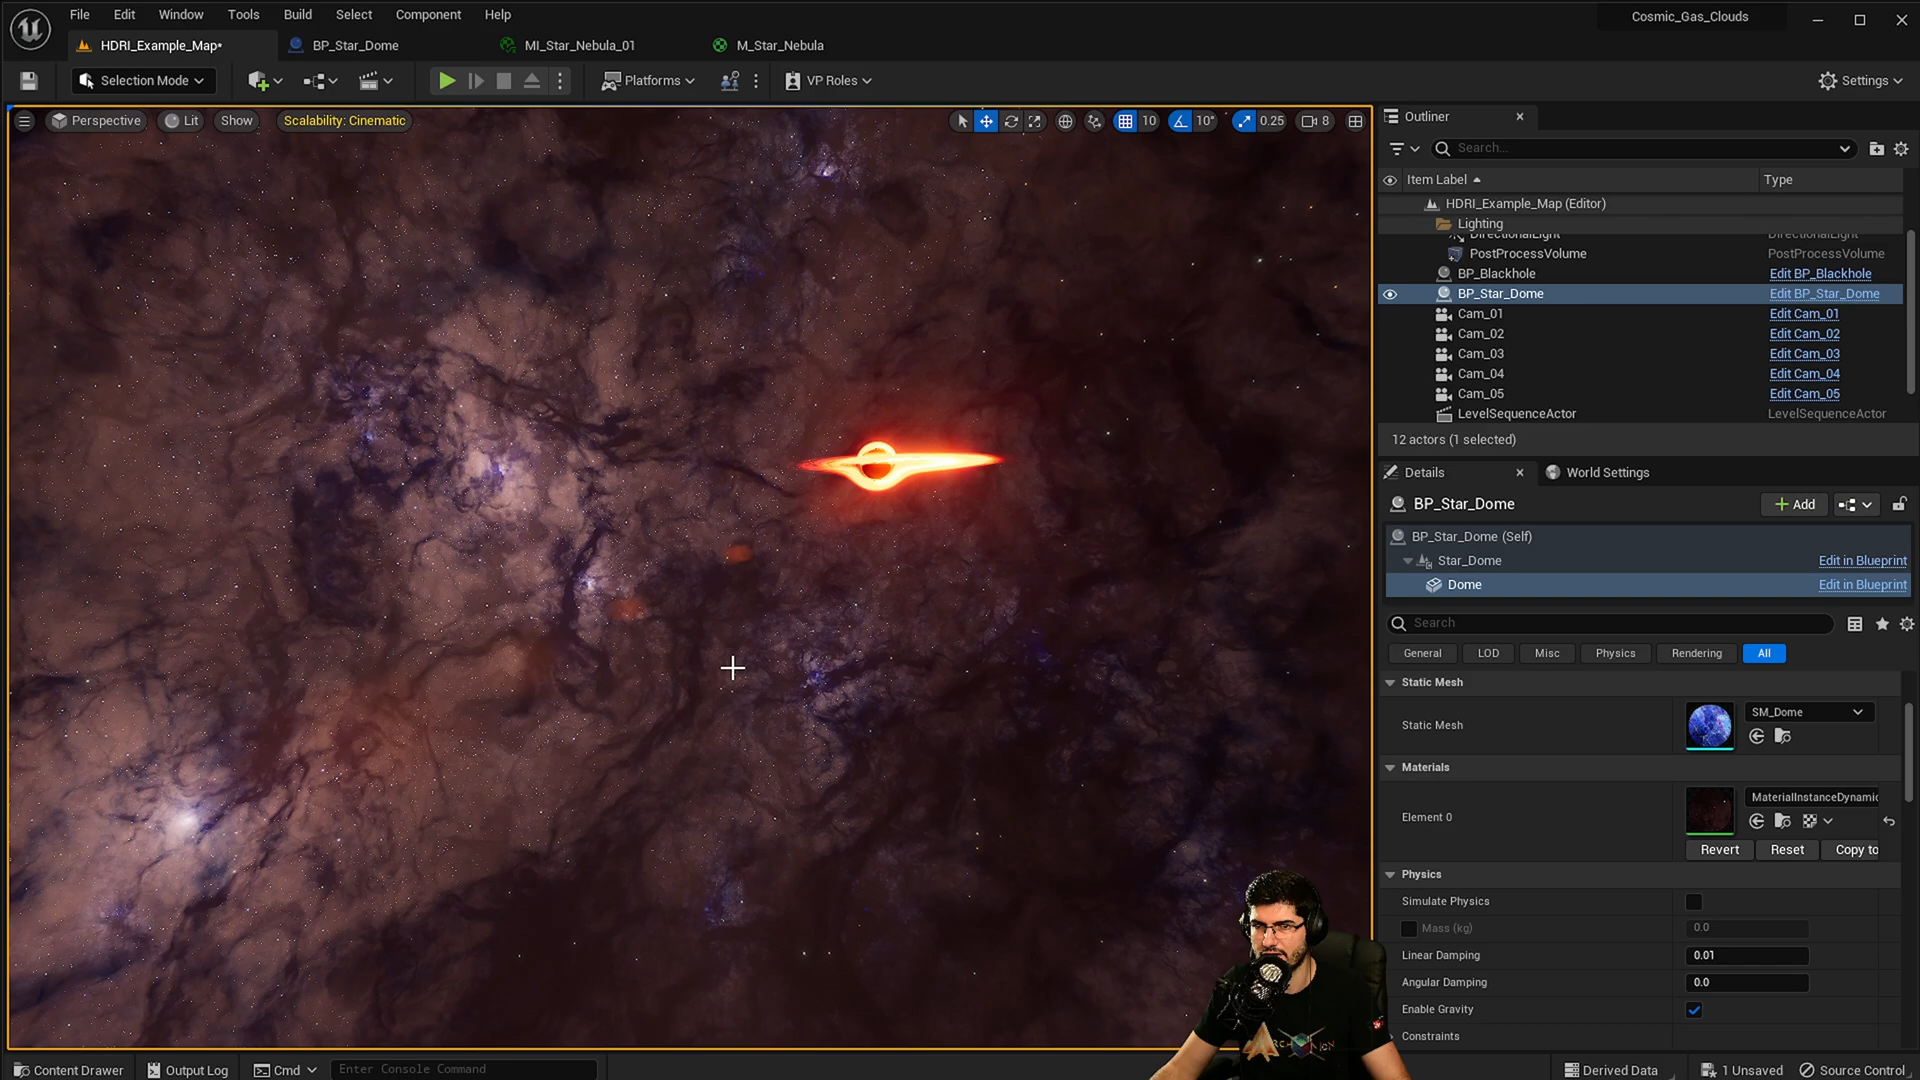 File Edit Window Tools Build Select Component Help
Cosmic_Gas_Clouds
HDRI_Example_Map* BP_Star_Dome MI_Star_Nebula_01 M_Star_Nebula
Selection Mode Platforms VP Roles Settings
Perspective Lit Show Scalability: Cinematic 10 10° 0.25 8
Outliner
Search...
Item Label Type
HDRI_Example_Map (Editor)
Lighting
DirectionalLight DirectionalLight
PostProcessVolume PostProcessVolume
BP_Blackhole Edit BP_Blackhole
BP_Star_Dome Edit BP_Star_Dome
Cam_01 Edit Cam_01
Cam_02 Edit Cam_02
Cam_03 Edit Cam_03
Cam_04 Edit Cam_04
Cam_05 Edit Cam_05
LevelSequenceActor LevelSequenceActor
12 actors (1 selected)
Details World Settings
BP_Star_Dome Add
BP_Star_Dome (Self)
Star_Dome Edit in Blueprint
Dome Edit in Blueprint
Search
General LOD Misc Physics Rendering All
Static Mesh
Static Mesh SM_Dome
Materials
Element 0 MaterialInstanceDynamic
Revert Reset Copy to
Physics
Simulate Physics
Mass (kg) 0.0
Linear Damping 0.01
Angular Damping 0.0
Enable Gravity
Constraints
Content Drawer Output Log Cmd Enter Console Command Derived Data 1 Unsaved Source Control